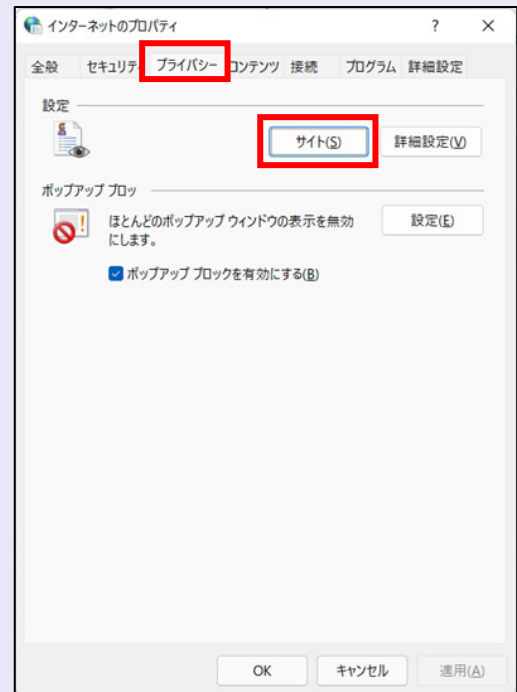 インターネットのプロパティ ? ×
全般 セキュリティ プライバシー コンテンツ 接続 プログラム 詳細設定
設定
サイト(S) 詳細設定(V)
ポップアップ ブロッ
ほとんどのポップアップ ウィンドウの表示を無効 設定(E)
にします。
ポップアップ ブロックを有効にする(B)
OK キャンセル 適用(A)